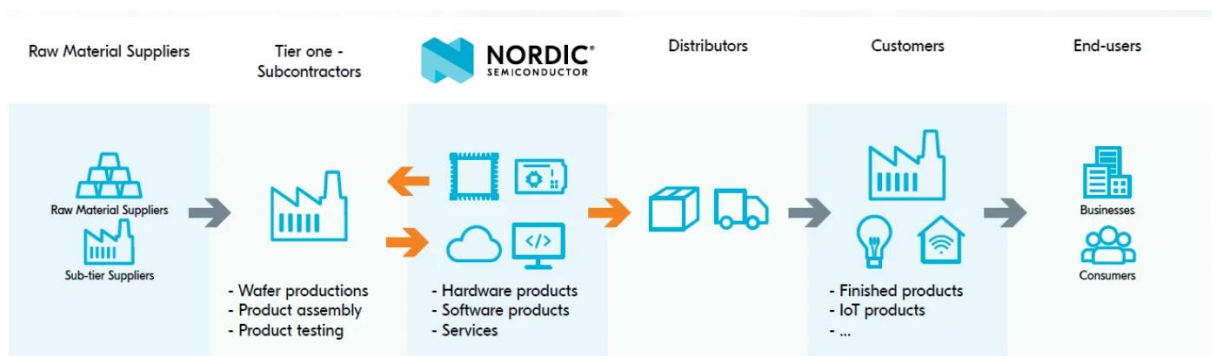 Raw Material Suppliers
Tier one -
Subcontractors
NORDIC®
SEMICONDUCTOR
Distributors
Customers
End-users
Raw Material Suppliers
Sub-tier Suppliers
- Wafer productions
- Product assembly
- Product testing
</>
- Hardware products
- Software products
- Services
- Finished products
- IoT products
- ...
Businesses
Consumers